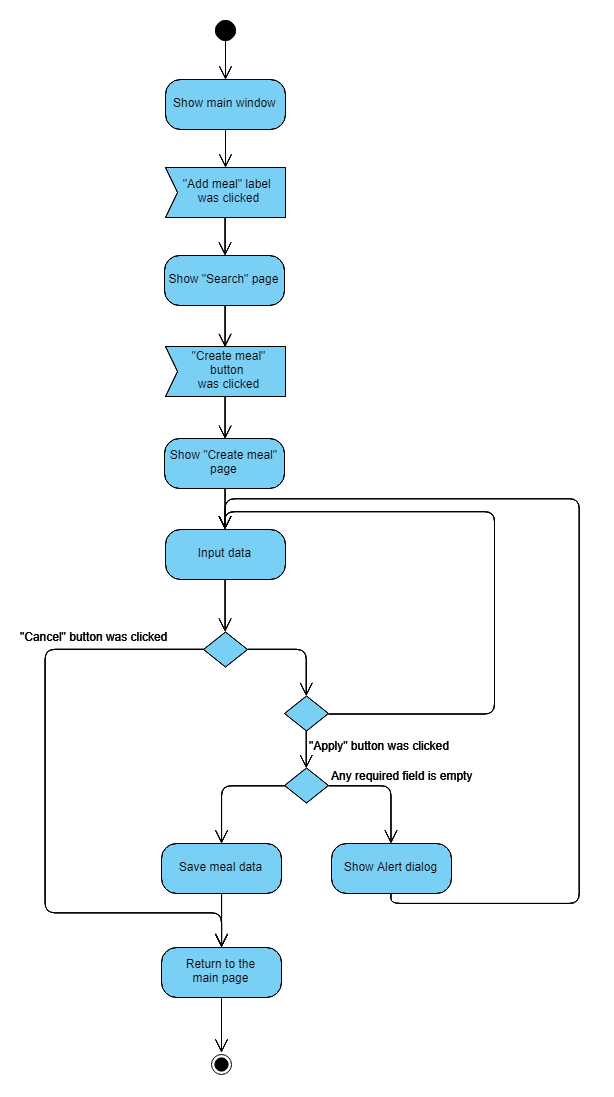 Show main window
"Add meal" label
was clicked
Show "Search" page
"Create meal"
button
was clicked
Show "Create meal"
page
Input data
"Cancel" button was clicked
"Apply" button was clicked
Any required field is empty
Save meal data
Show Alert dialog
Return to the
main page